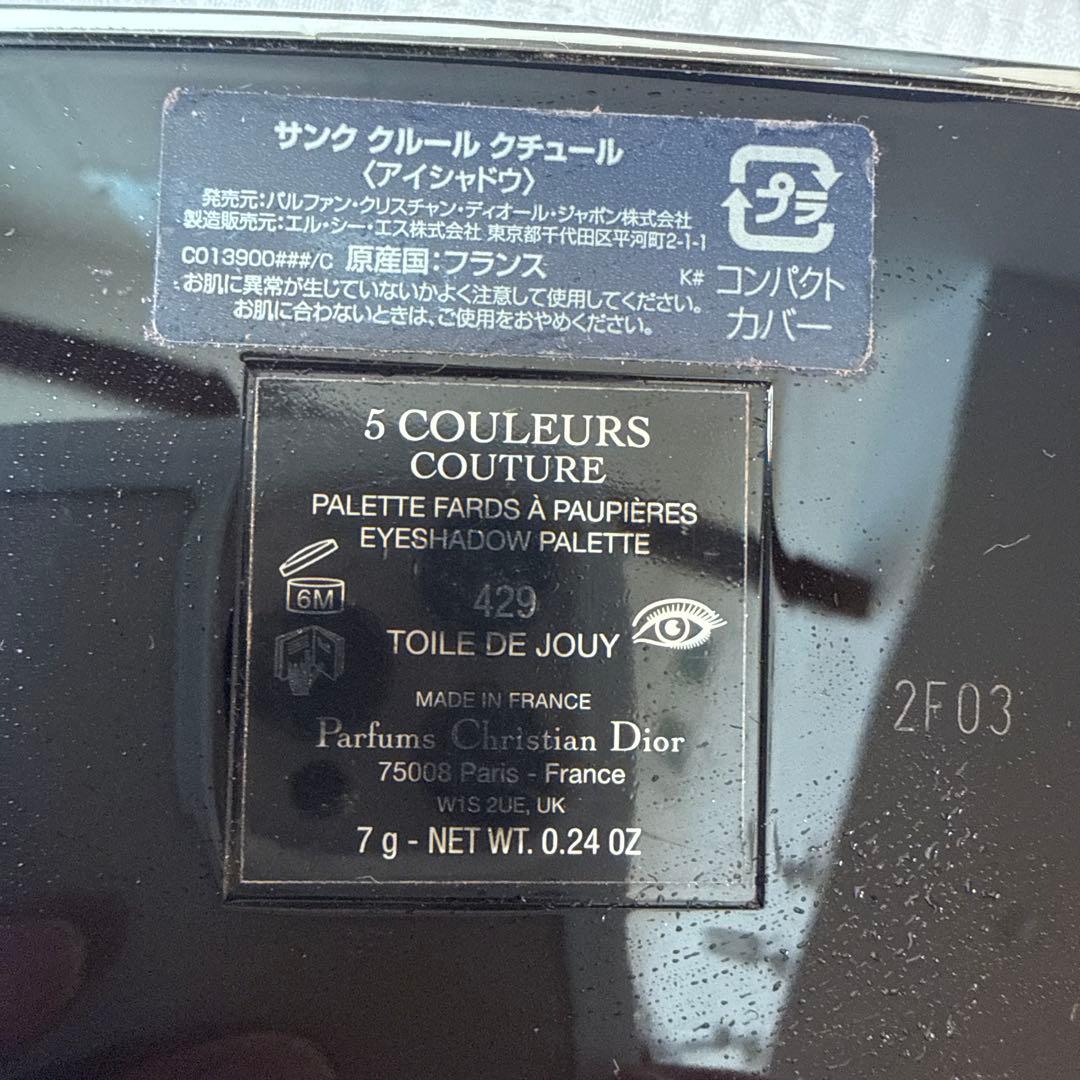 サンク クルール クチュール
〈アイシャドウ〉
発売元:パルファン・クリスチャン・ディオール・ジャポン株式会社
製造販売元:エル・シー・エス株式会社 東京都千代田区平河町2-1-1
C013900###/C 原産国:フランス
お肌に異常が生じていないかよく注意して使用してください。
お肌に合わないときは、ご使用をおやめください。
プラ
K# コンパクト
カバー
5 COULEURS
COUTURE
PALETTE FARDS À PAUPIÈRES
EYESHADOW PALETTE
6M
429
TOILE DE JOUY
MADE IN FRANCE
Parfums Christian Dior
75008 Paris - France
W1S 2UE, UK
7 g - NET WT. 0.24 OZ
2F03